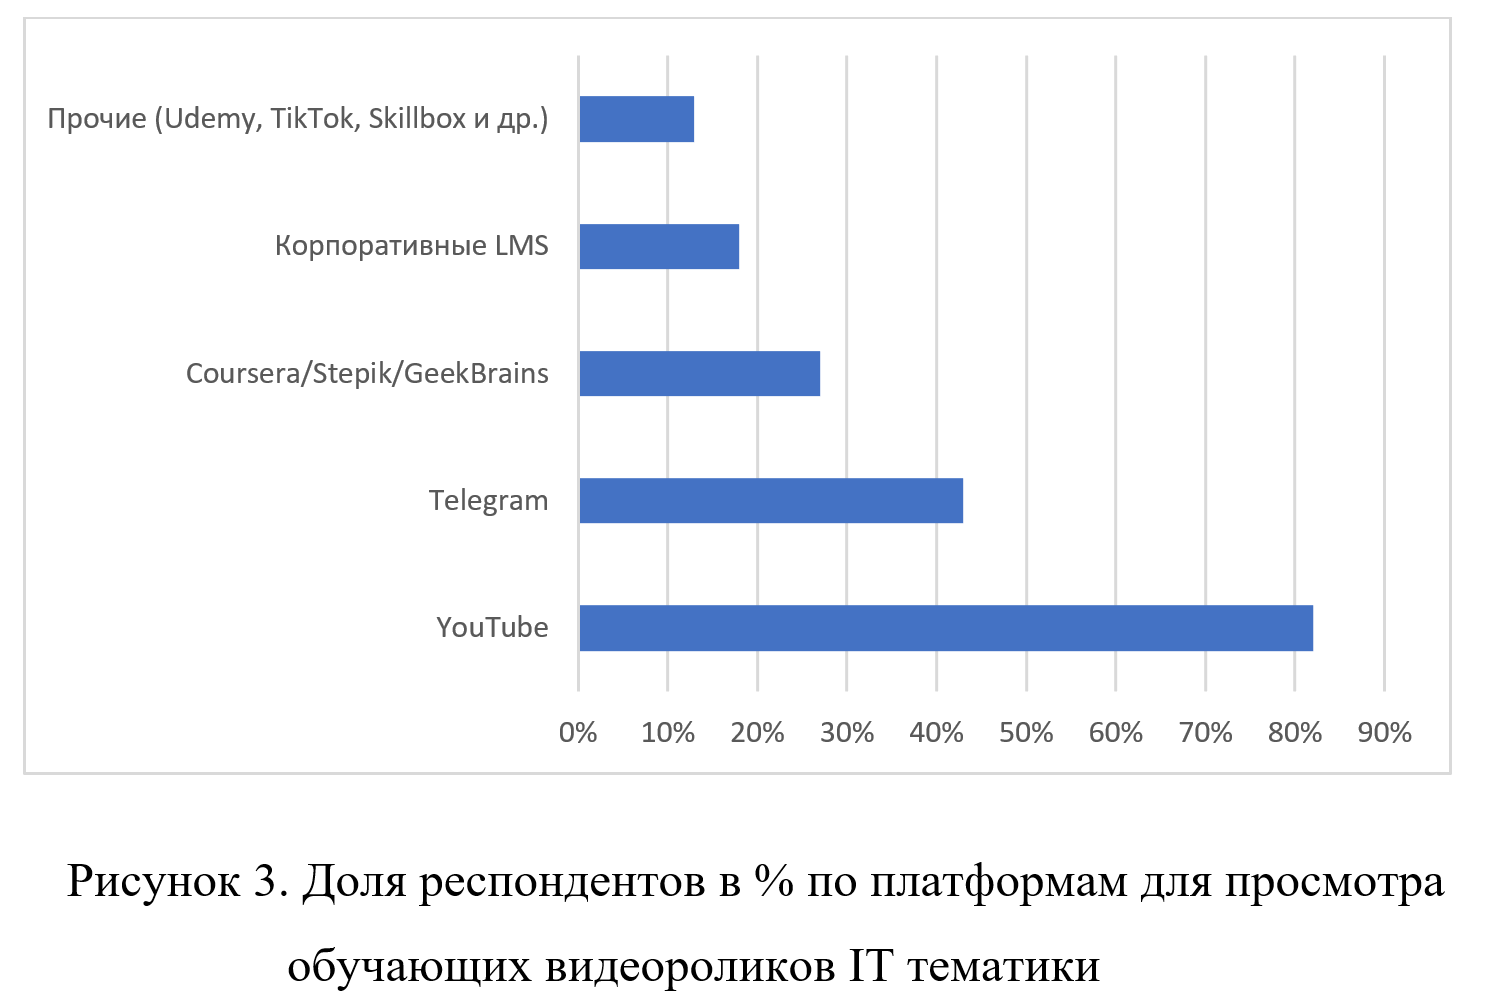 Прочие (Udemy, TikTok, Skillbox и др.)
Корпоративные LMS
Coursera/Stepik/GeekBrains
Telegram
YouTube
0% 10% 20% 30% 40% 50% 60% 70% 80% 90%
Рисунок 3. Доля респондентов в % по платформам для просмотра
обучающих видеороликов IT тематики